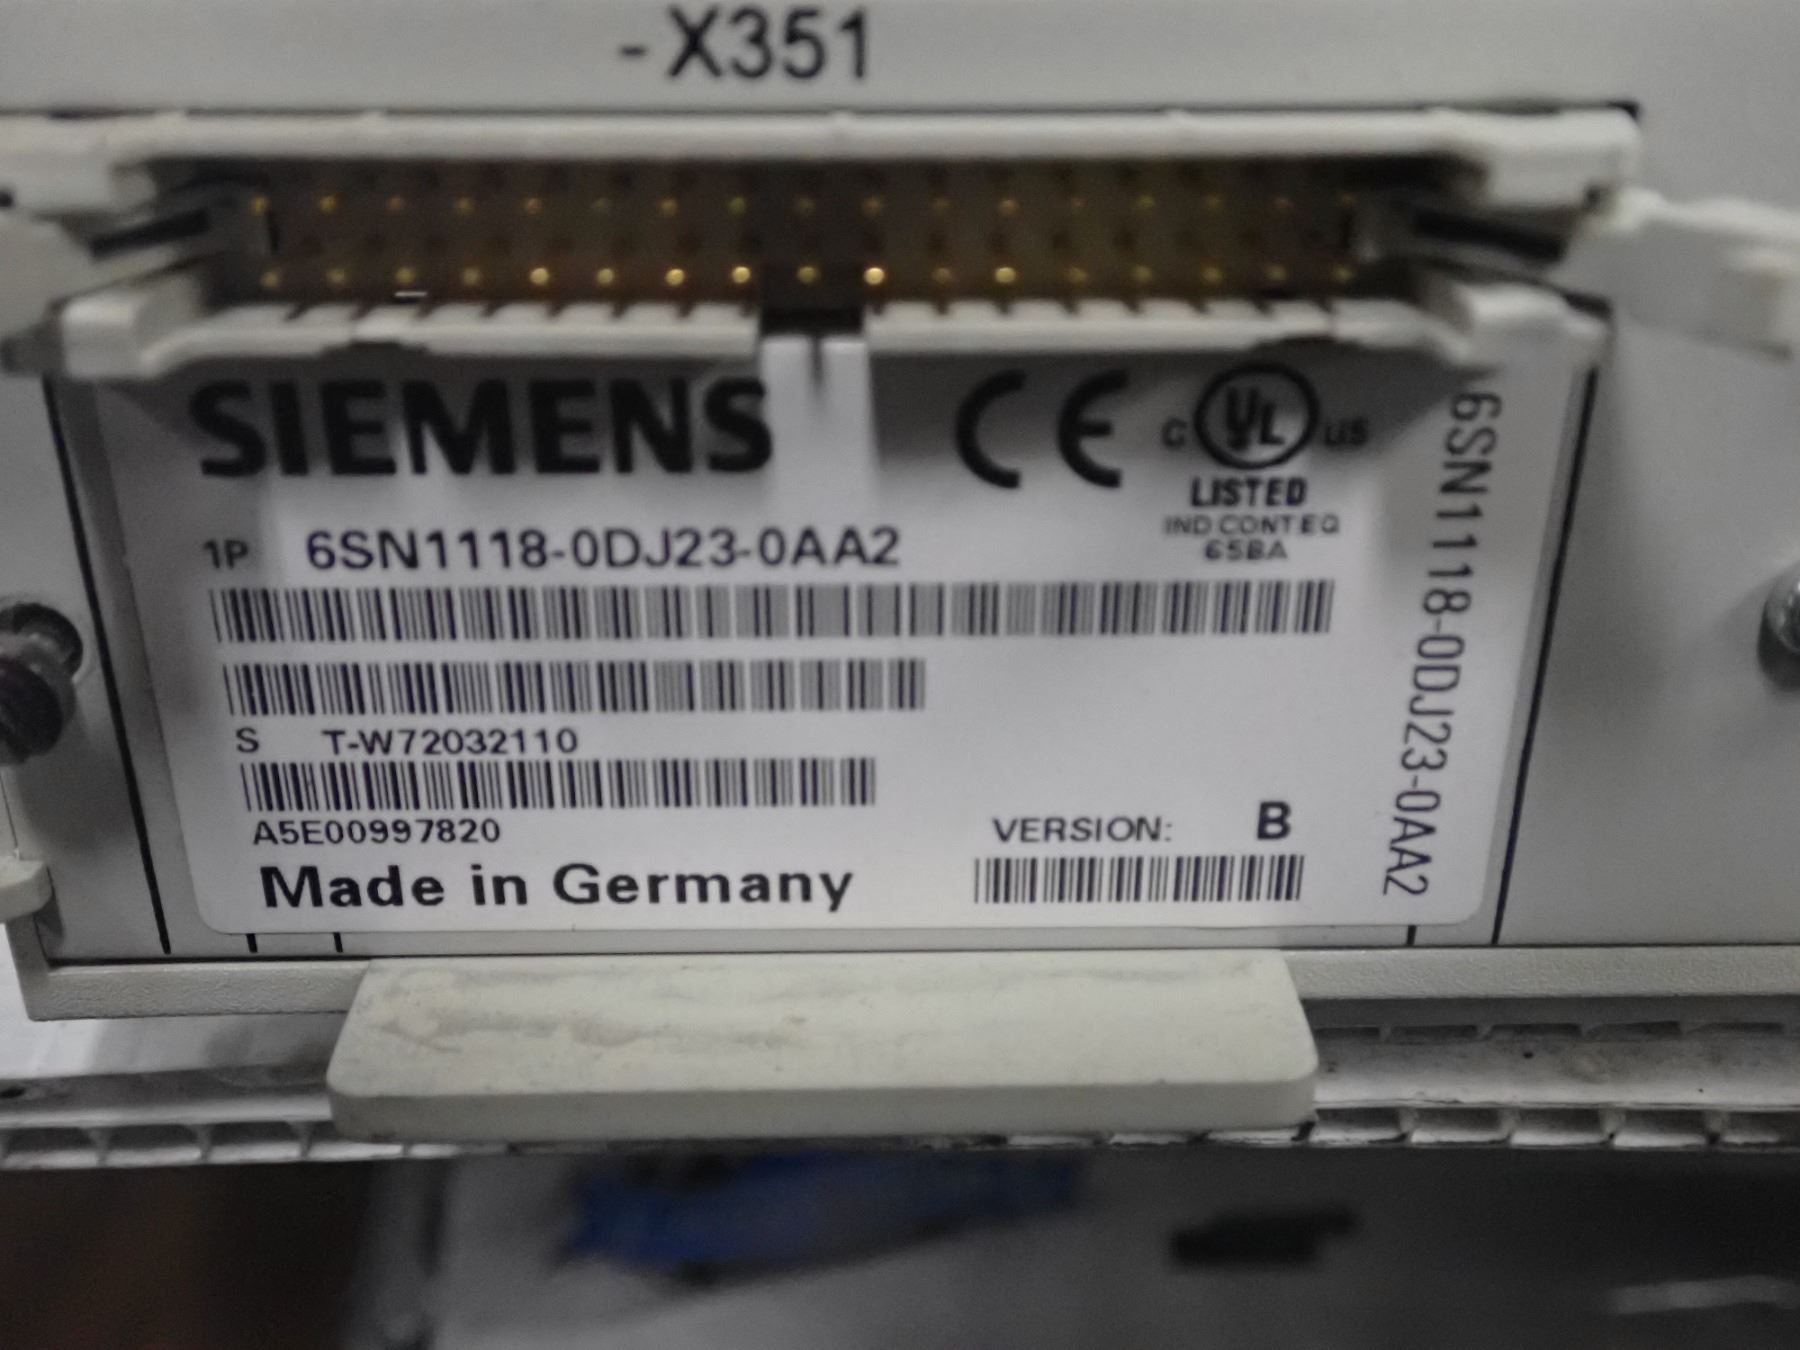 -X351
SIEMENS
CE
C UL US
LISTED
IND CONT EQ
65BA
1P 6SN1118-0DJ23-0AA2
S T-W72032110
A5E00997820
VERSION: B
Made in Germany
6SN1118-0DJ23-0AA2